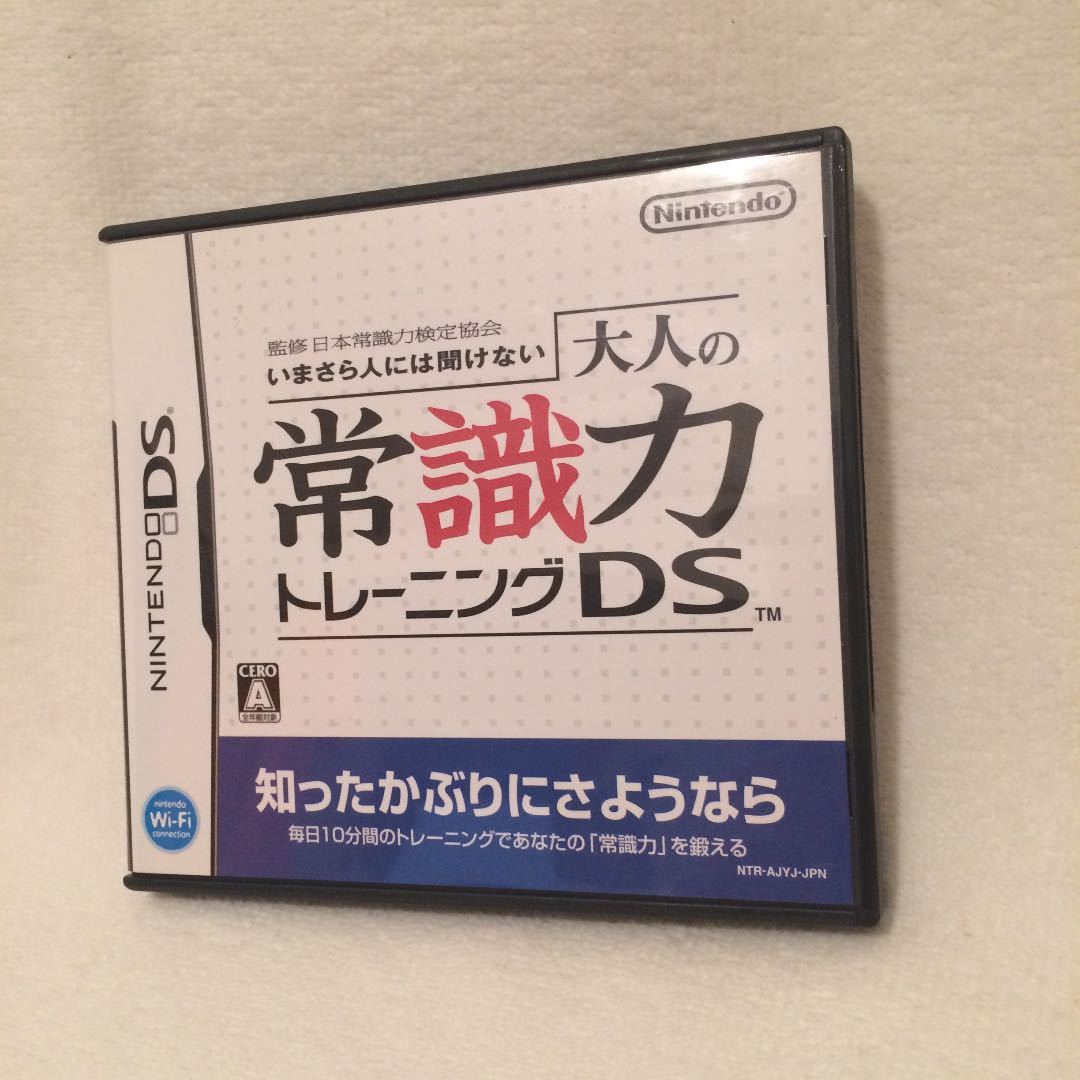 Nintendo
監修 日本常識力検定協会
いまさら人には聞けない
大人の
常識力
トレーニングDS™
NINTENDO DS®
CERO
A
全年齢対象
nintendo
Wi-Fi
connection
知ったかぶりにさようなら
毎日10分間のトレーニングであなたの「常識力」を鍛える
NTR-AJYJ-JPN